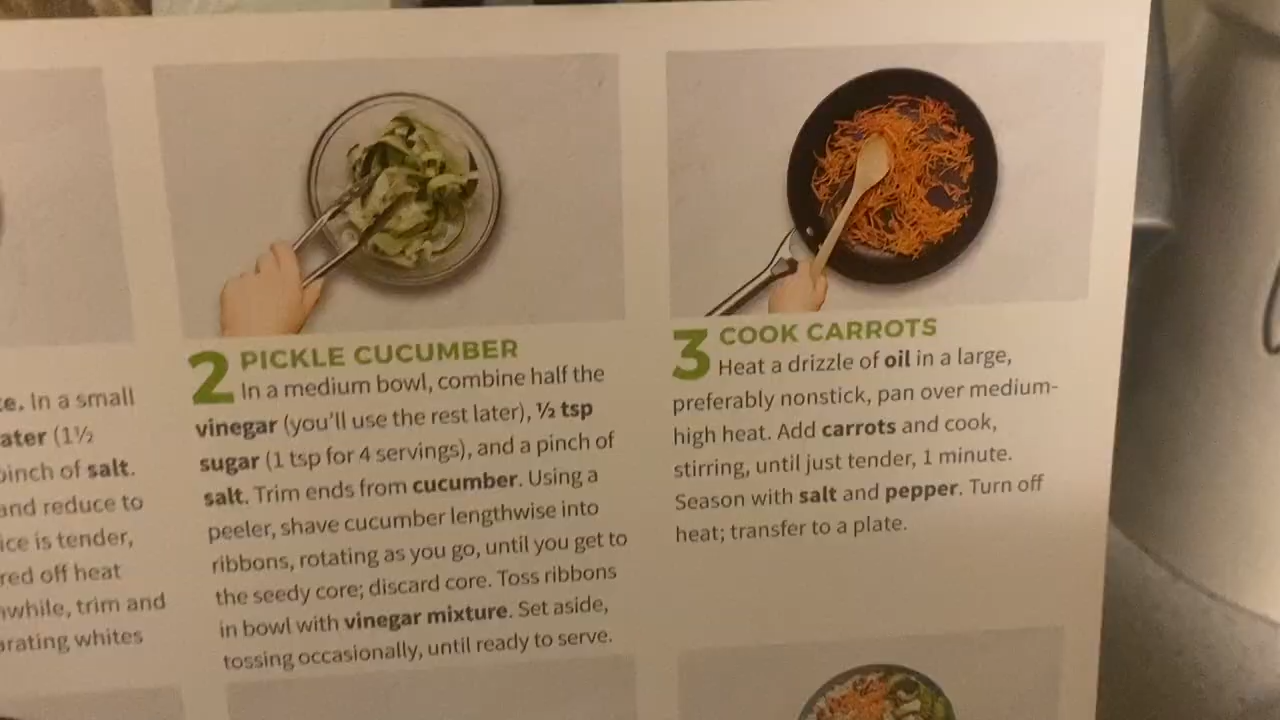 In a small
(1½
pinch of salt.
and reduce to
is tender,
off heat
trim and
whites
2 PICKLE CUCUMBER
In a medium bowl, combine half the
vinegar (you'll use the rest later), ½ tsp
sugar (1 tsp for 4 servings), and a pinch of
salt. Trim ends from cucumber. Using a
peeler, shave cucumber lengthwise into
ribbons, rotating as you go, until you get to
the seedy core; discard core. Toss ribbons
in bowl with vinegar mixture. Set aside,
tossing occasionally, until ready to serve.
3 COOK CARROTS
Heat a drizzle of oil in a large,
preferably nonstick, pan over medium-
high heat. Add carrots and cook,
stirring, until just tender, 1 minute.
Season with salt and pepper. Turn off
heat; transfer to a plate.